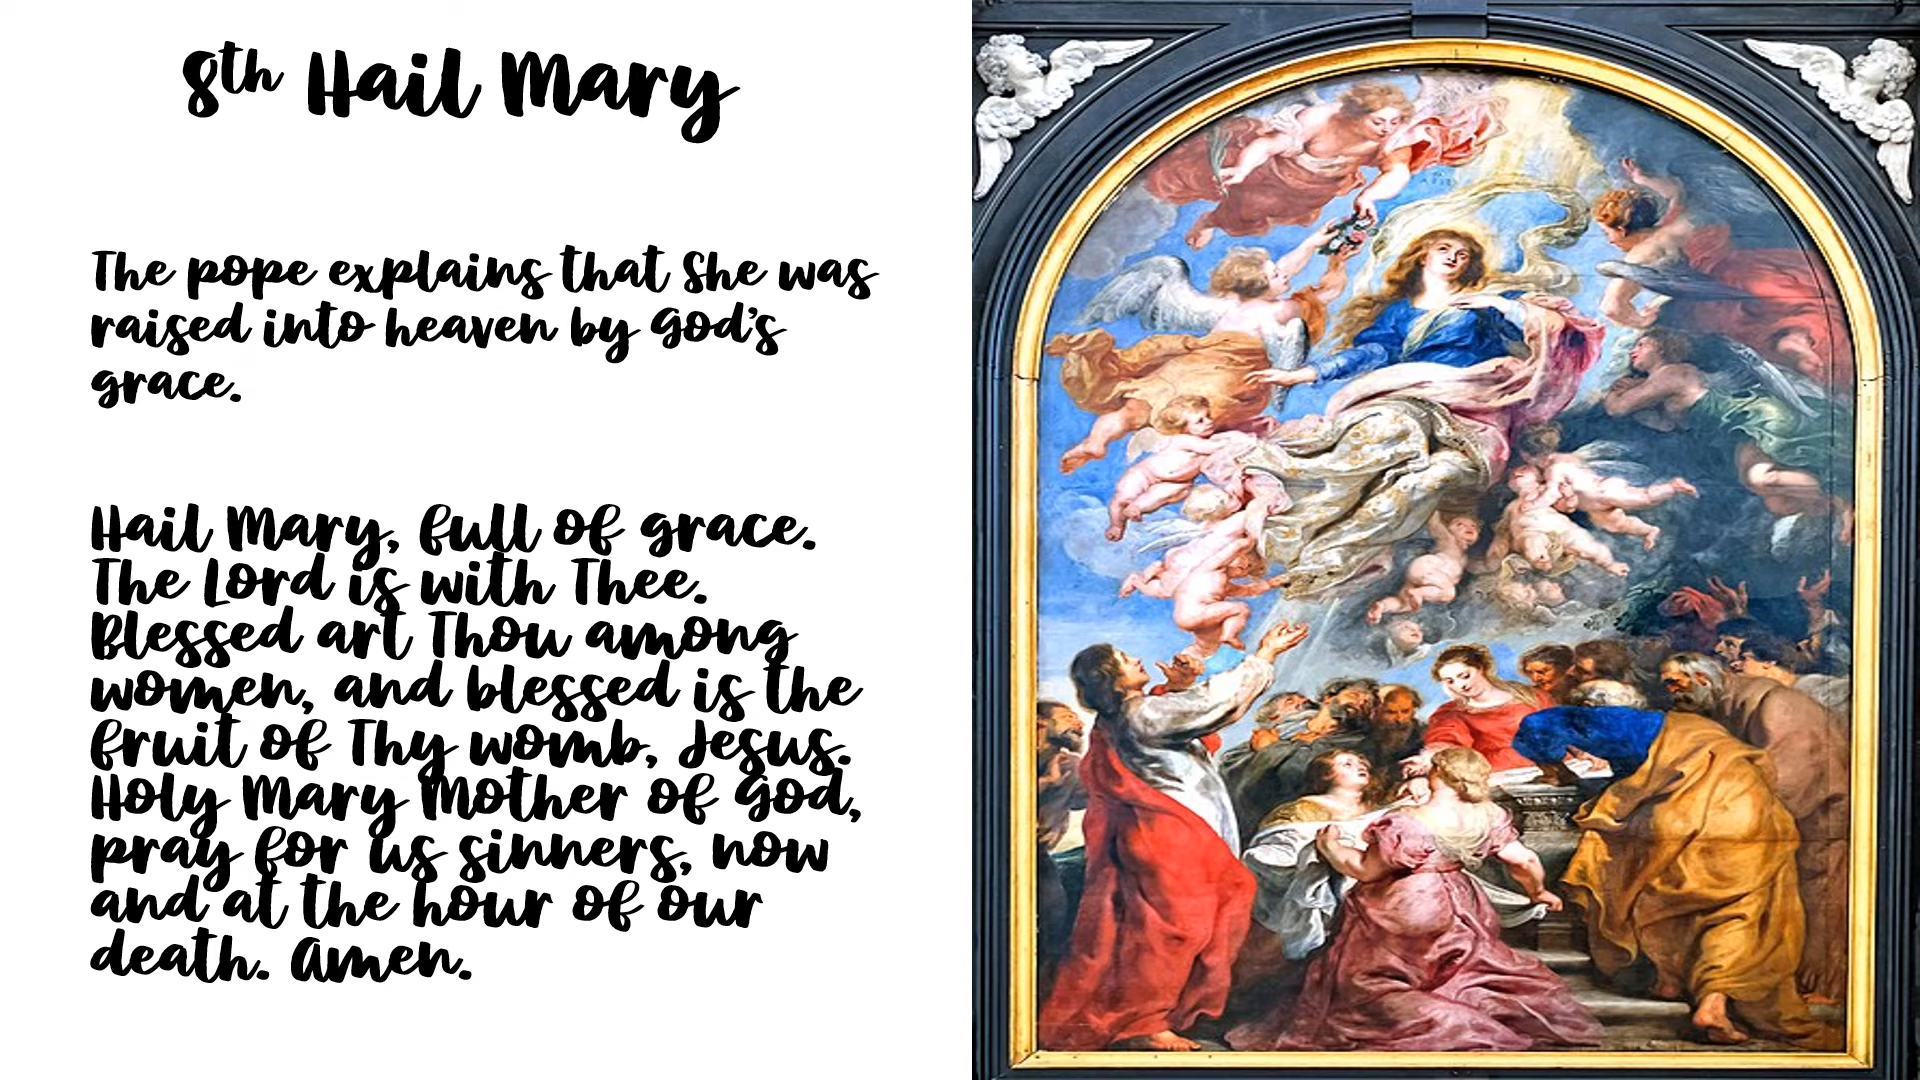 8th Hail Mary
The pope explains that She was
raised into heaven by God's
grace.
Hail Mary, full of grace.
The Lord is with Thee.
Blessed art Thou among
women, and blessed is the
fruit of Thy womb, Jesus.
Holy Mary Mother of God,
pray for us sinners, now
and at the hour of our
death. Amen.